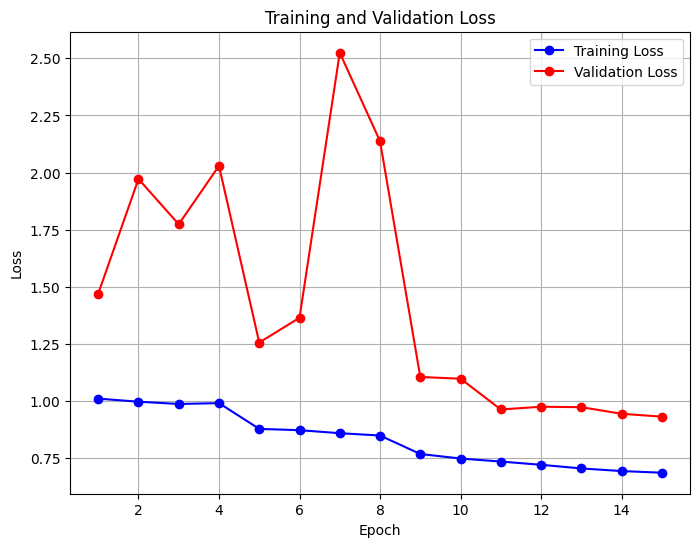 Training and Validation Loss
Training Loss
Validation Loss
2.50
2.25
2.00
1.75
1.50
1.25
1.00
0.75
Loss
2 4 6 8 10 12 14
Epoch